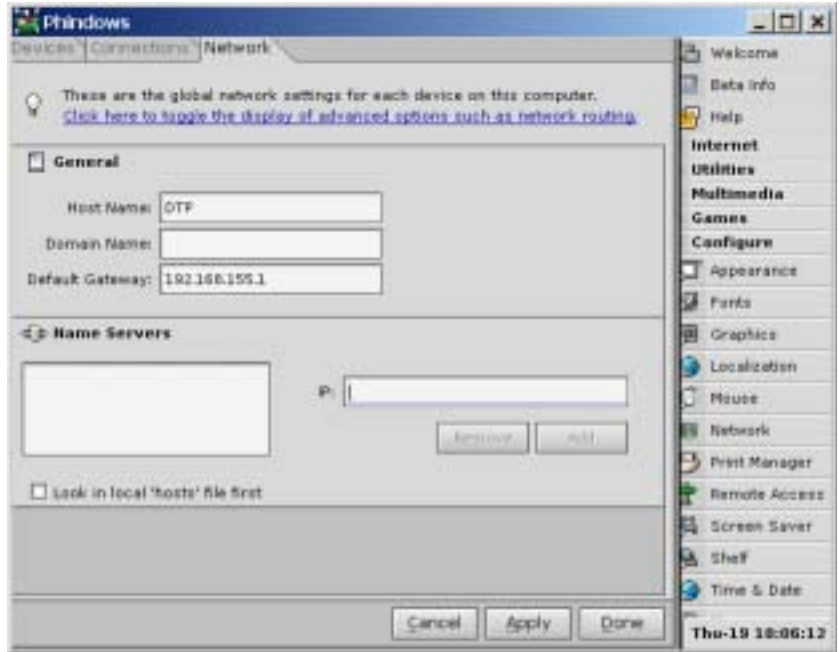 Phindows
Devices Connections Network
These are the global network settings for each device on this computer.
Click here to toggle the display of advanced options such as network routing.
General
Host Name: DTP
Domain Name:
Default Gateway: 192.168.155.1
Name Servers
IP:
Remove Add
Look in local 'hosts' file first
Cancel Apply Done
Welcome
Beta Info
Help
Internet
Utilities
Multimedia
Games
Configure
Appearance
Fonts
Graphics
Localization
Mouse
Network
Print Manager
Remote Access
Screen Saver
Shelf
Time & Date
Thu-19 10:06:12